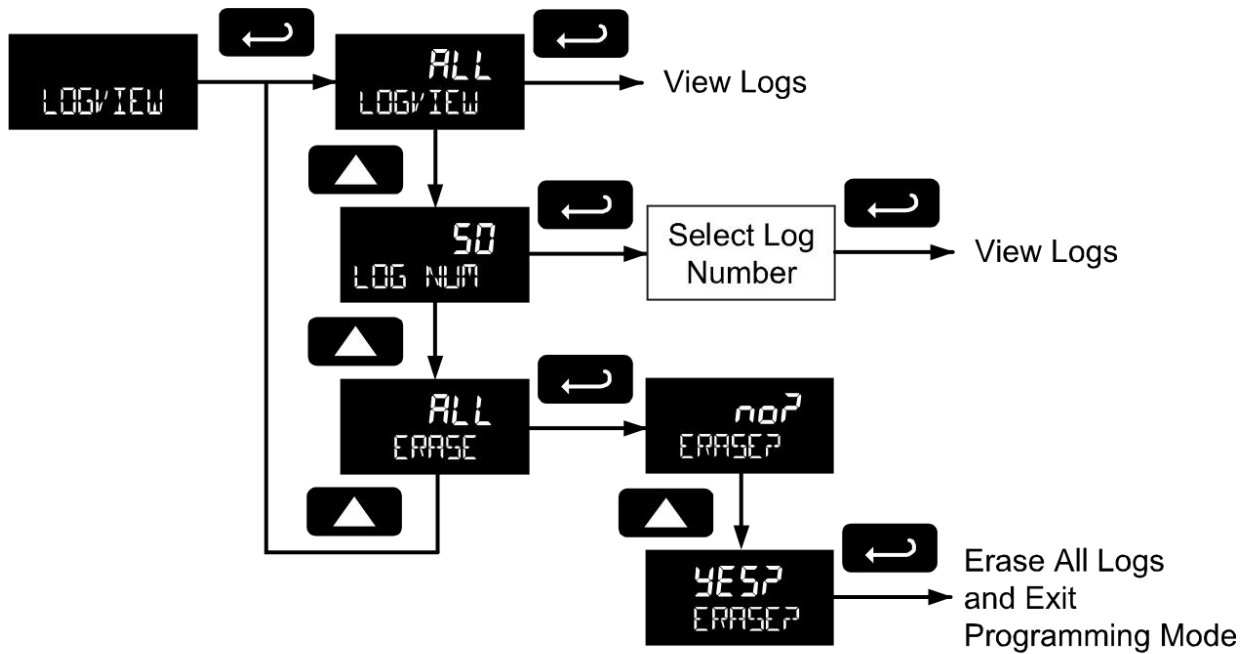 LOGVIEW
ALL
LOGVIEW
View Logs
50
LOG NUM
Select Log
Number
View Logs
ALL
ERASE
no?
ERASE?
YES?
ERASE?
Erase All Logs
and Exit
Programming Mode